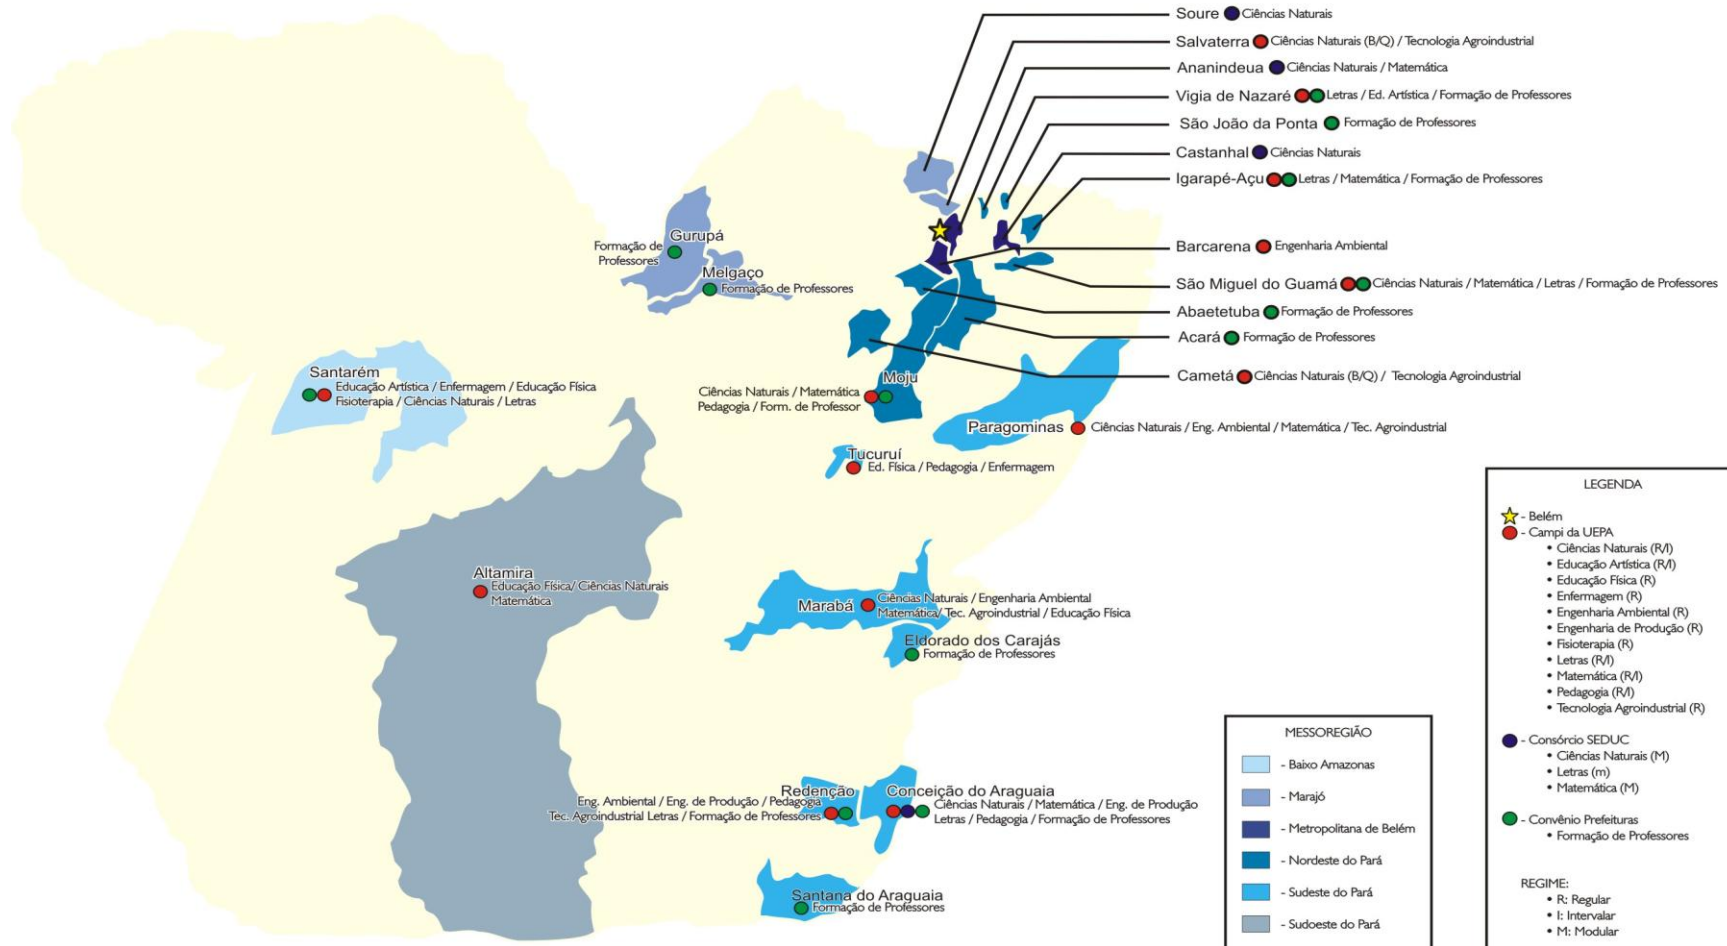 Soure Ciências Naturais
Salvaterra Ciências Naturais (B/Q) / Tecnologia Agroindustrial
Ananindeua Ciências Naturais / Matemática
Vigia de Nazaré Letras / Ed. Artística / Formação de Professores
São João da Ponta Formação de Professores
Castanhal Ciências Naturais
Igarapé-Açu Letras / Matemática / Formação de Professores
Barcarena Engenharia Ambiental
São Miguel do Guamá Ciências Naturais / Matemática / Letras / Formação de Professores
Abaetetuba Formação de Professores
Acará Formação de Professores
Cametá Ciências Naturais (B/Q) / Tecnologia Agroindustrial
Gurupá
Formação de
Professores
Melgaço
Formação de Professores
Santarém
Educação Artística / Enfermagem / Educação Física
Fisioterapia / Ciências Naturais / Letras
Moju
Ciências Naturais / Matemática
Pedagogia / Form. de Professor
Paragominas Ciências Naturais / Eng. Ambiental / Matemática / Tec. Agroindustrial
Tucuruí
Ed. Física / Pedagogia / Enfermagem
Altamira
Educação Física/ Ciências Naturais
Matemática
Marabá
Ciências Naturais / Engenharia Ambiental
Matemática/ Tec. Agroindustrial / Educação Física
Eldorado dos Carajás
Formação de Professores
Redenção
Eng. Ambiental / Eng. de Produção / Pedagogia
Tec. Agroindustrial Letras / Formação de Professores
Conceição do Araguaia
Ciências Naturais / Matemática / Eng. de Produção
Letras / Pedagogia / Formação de Professores
Santana do Araguaia
Formação de Professores
MESSOREGIÃO
- Baixo Amazonas
- Marajó
- Metropolitana de Belém
- Nordeste do Pará
- Sudeste do Pará
- Sudoeste do Pará
LEGENDA
- Belém
- Campi da UEPA
• Ciências Naturais (R/I)
• Educação Artística (R/I)
• Educação Física (R)
• Enfermagem (R)
• Engenharia Ambiental (R)
• Engenharia de Produção (R)
• Fisioterapia (R)
• Letras (R/I)
• Matemática (R/I)
• Pedagogia (R/I)
• Tecnologia Agroindustrial (R)
- Consórcio SEDUC
• Ciências Naturais (M)
• Letras (m)
• Matemática (M)
- Convênio Prefeituras
• Formação de Professores
REGIME:
• R: Regular
• I: Intervalar
• M: Modular